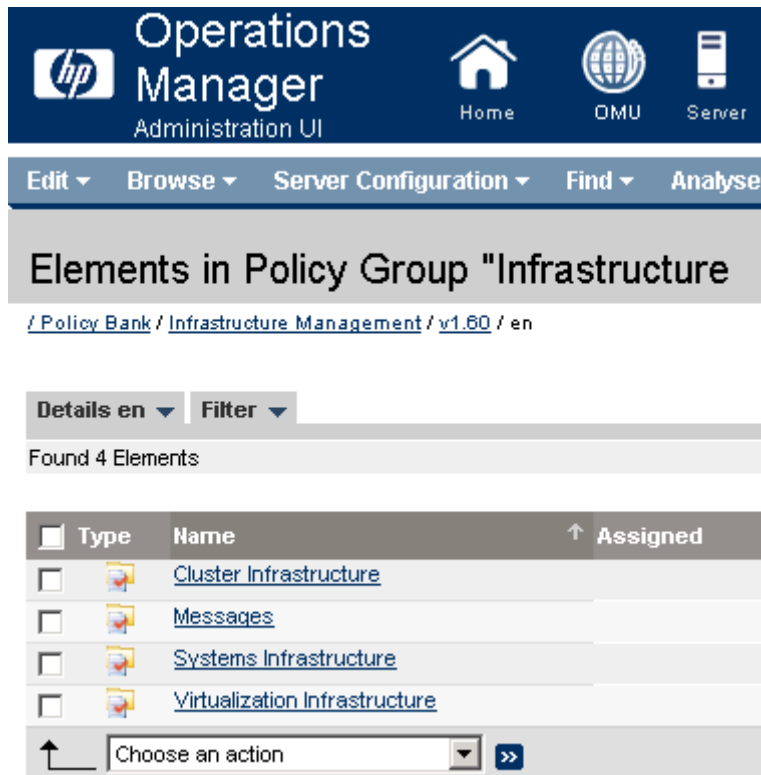 hp
Operations
Manager
Administration UI
Home
OMU
Server
Edit Browse Server Configuration Find Analyse
Elements in Policy Group "Infrastructure
/ Policy Bank / Infrastructure Management / v1.60 / en
Details en Filter
Found 4 Elements
Type Name Assigned
Cluster Infrastructure
Messages
Systems Infrastructure
Virtualization Infrastructure
Choose an action